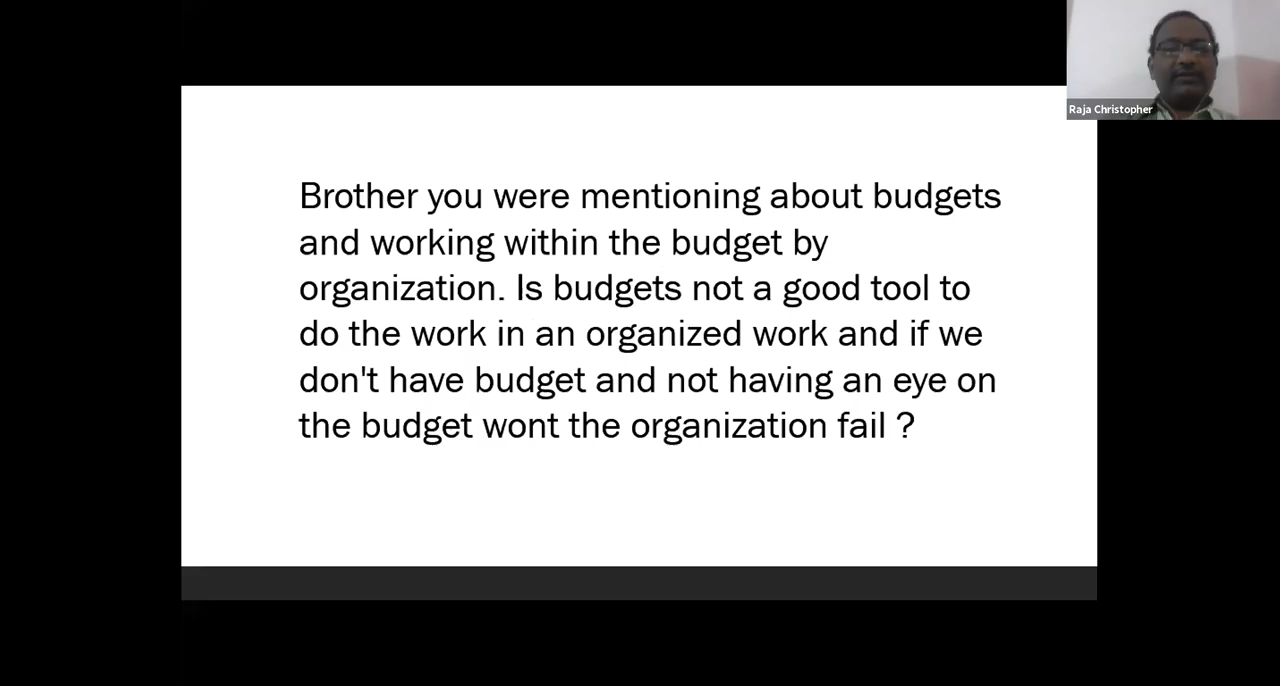 Brother you were mentioning about budgets
and working within the budget by
organization. Is budgets not a good tool to
do the work in an organized work and if we
don't have budget and not having an eye on
the budget wont the organization fail ?
Raja Christopher